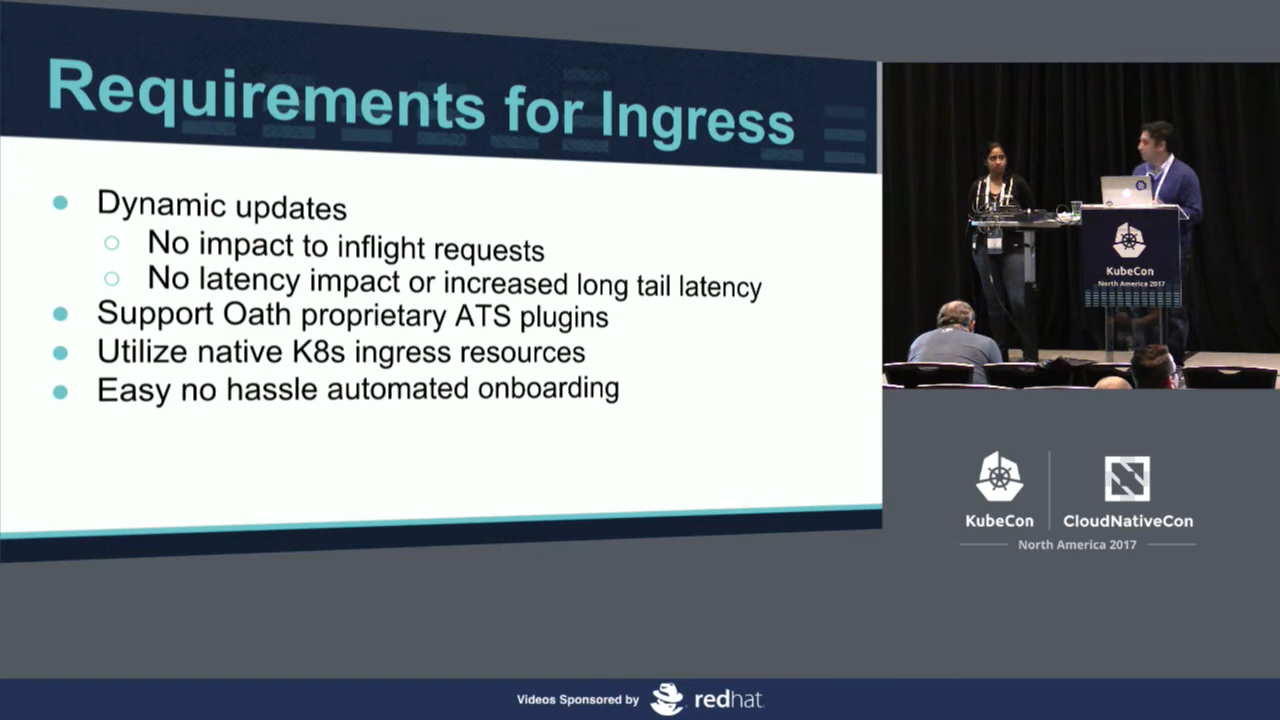 Requirements for Ingress
Dynamic updates
No impact to inflight requests
No latency impact or increased long tail latency
Support Oath proprietary ATS plugins
Utilize native K8s ingress resources
Easy no hassle automated onboarding
KubeCon
North America 2017
KubeCon
CloudNativeCon
North America 2017
Videos Sponsored by
redhat